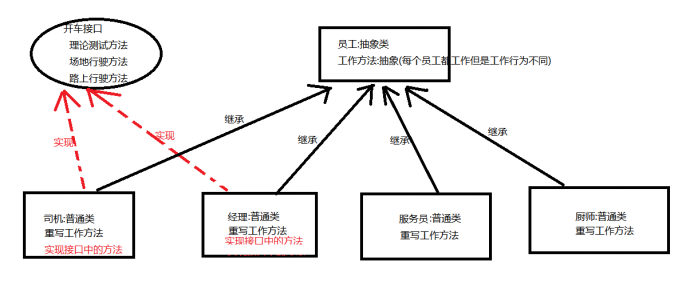 开车接口
理论测试方法
场地行驶方法
路上行驶方法
员工:抽象类
工作方法:抽象(每个员工都工作但是工作行为不同)
实现
实现
继承
继承
继承
继承
司机:普通类
重写工作方法
实现接口中的方法
经理:普通类
重写工作方法
实现接口中的方法
服务员:普通类
重写工作方法
厨师:普通类
重写工作方法